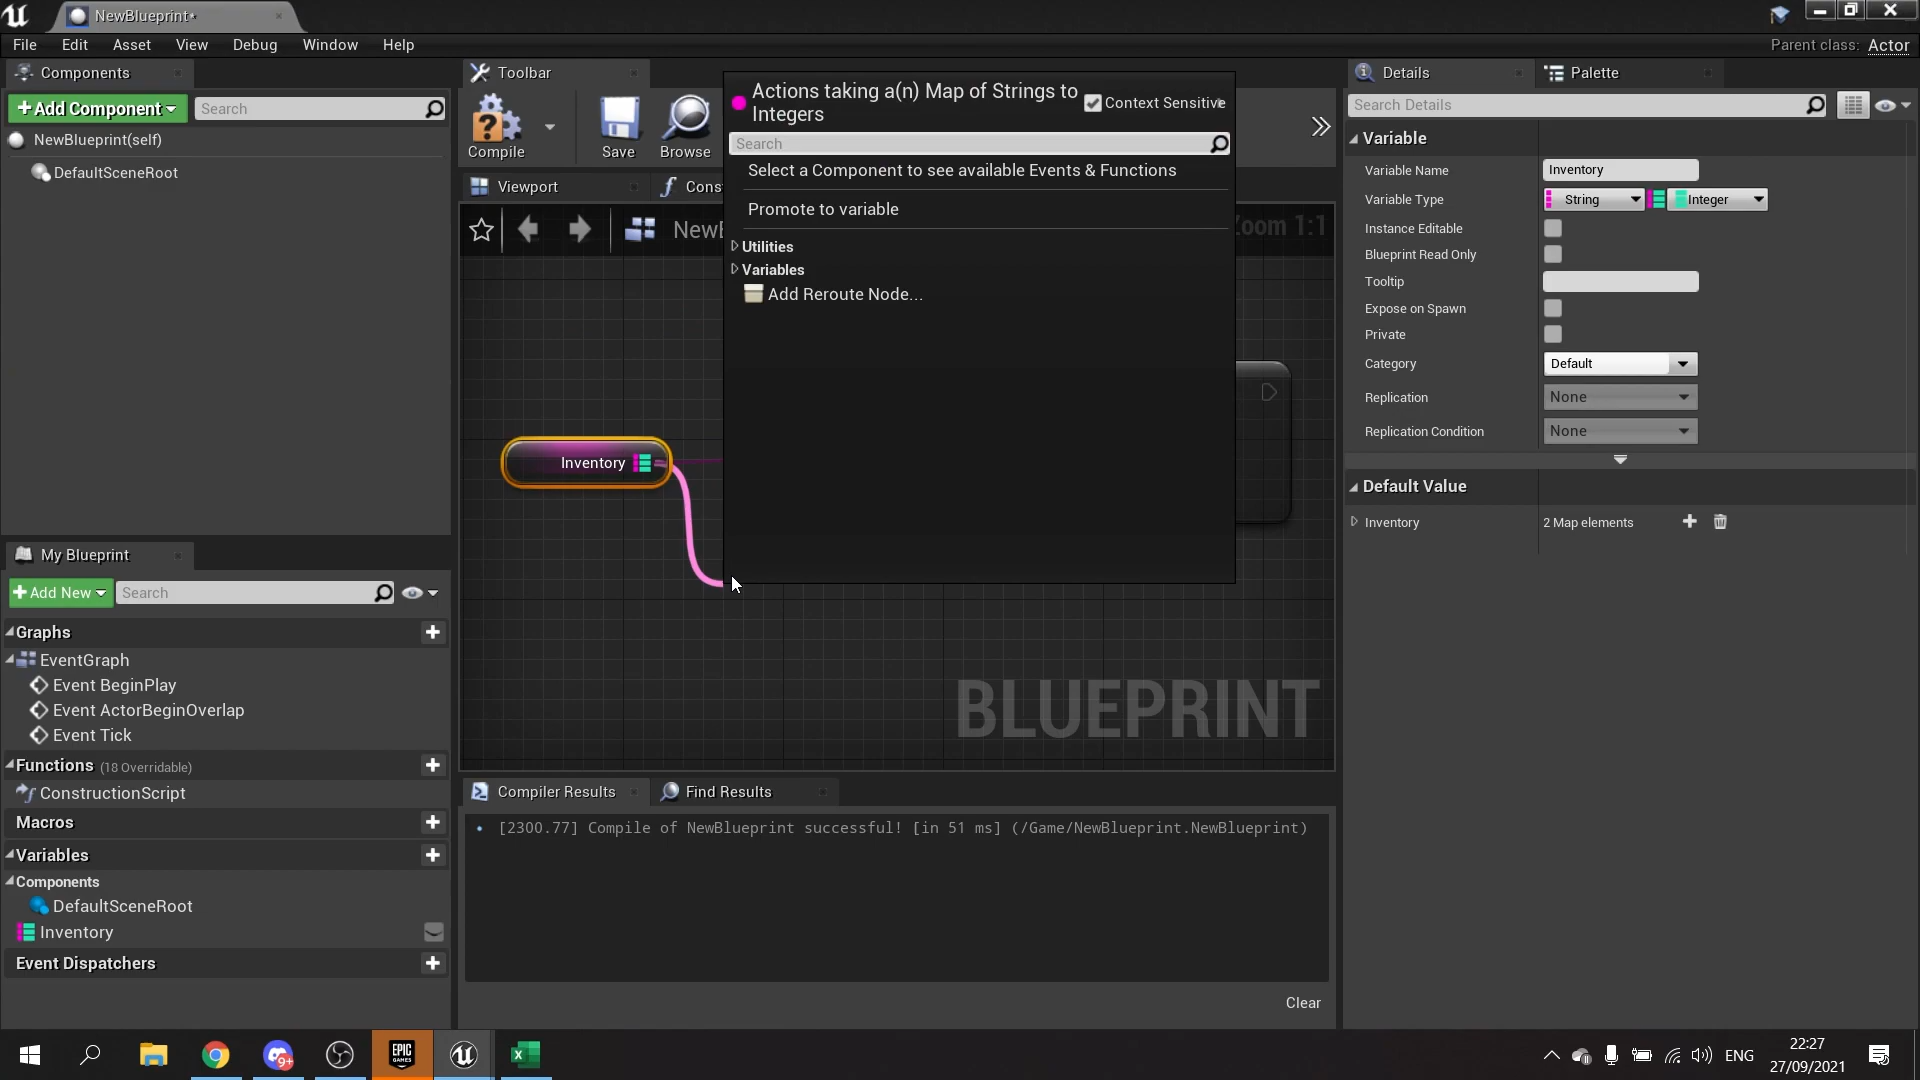 NewBlueprint*
File Edit Asset View Debug Window Help
Parent class: Actor
Components
Add Component
Search
NewBlueprint(self)
DefaultSceneRoot
My Blueprint
Add New
Search
Graphs
EventGraph
Event BeginPlay
Event ActorBeginOverlap
Event Tick
Functions (18 Overridable)
ConstructionScript
Macros
Variables
Components
DefaultSceneRoot
Inventory
Event Dispatchers
Toolbar
Compile
Save
Browse
Viewport
Cons
NewB
Zoom 1:1
Actions taking a(n) Map of Strings to
Integers
Context Sensitive
Search
Select a Component to see available Events & Functions
Promote to variable
Utilities
Variables
Add Reroute Node...
Inventory
BLUEPRINT
Compiler Results
Find Results
[2300.77] Compile of NewBlueprint successful! [in 51 ms] (/Game/NewBlueprint.NewBlueprint)
Clear
Details
Palette
Search Details
Variable
Variable Name Inventory
Variable Type String Integer
Instance Editable
Blueprint Read Only
Tooltip
Expose on Spawn
Private
Category Default
Replication None
Replication Condition None
Default Value
Inventory 2 Map elements
9+
EPIC
GAMES
ENG
22:27
27/09/2021